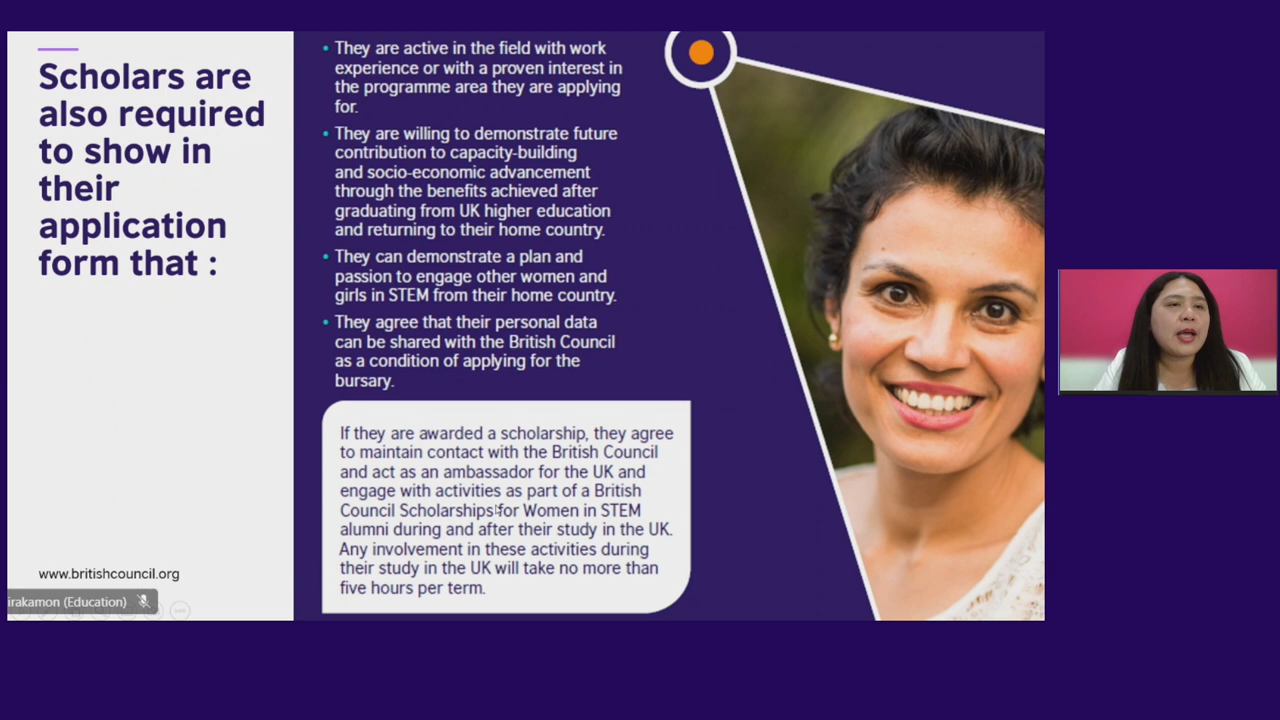 Scholars are
also required
to show in
their
application
form that :
• They are active in the field with work
experience or with a proven interest in
the programme area they are applying
for.
• They are willing to demonstrate future
contribution to capacity-building
and socio-economic advancement
through the benefits achieved after
graduating from UK higher education
and returning to their home country.
• They can demonstrate a plan and
passion to engage other women and
girls in STEM from their home country.
• They agree that their personal data
can be shared with the British Council
as a condition of applying for the
bursary.
If they are awarded a scholarship, they agree
to maintain contact with the British Council
and act as an ambassador for the UK and
engage with activities as part of a British
Council Scholarships for Women in STEM
alumni during and after their study in the UK.
Any involvement in these activities during
their study in the UK will take no more than
five hours per term.
www.britishcouncil.org
irakamon (Education)